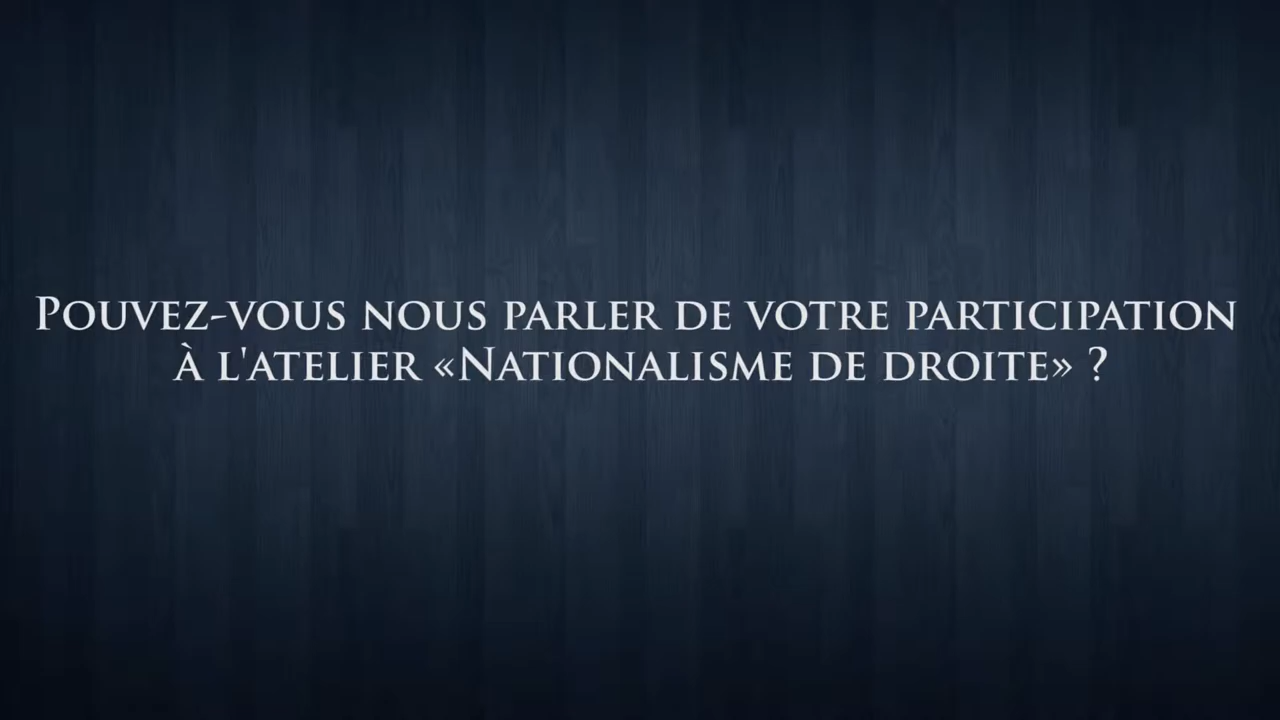 Pouvez-vous nous parler de votre participation
à l'atelier «Nationalisme de droite» ?